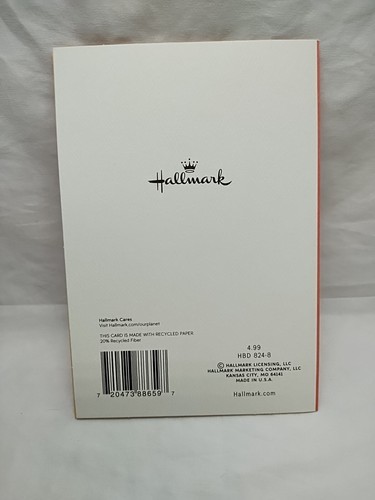 Hallmark
Hallmark Cares
Visit Hallmark.com/ourplanet
THIS CARD IS MADE WITH RECYCLED PAPER
20% Recycled Fiber
7 20473 88659 7
4.99
HBD 824-8
© HALLMARK LICENSING, LLC
HALLMARK MARKETING COMPANY, LLC
KANSAS CITY, MO 64141
MADE IN U.S.A.
Hallmark.com